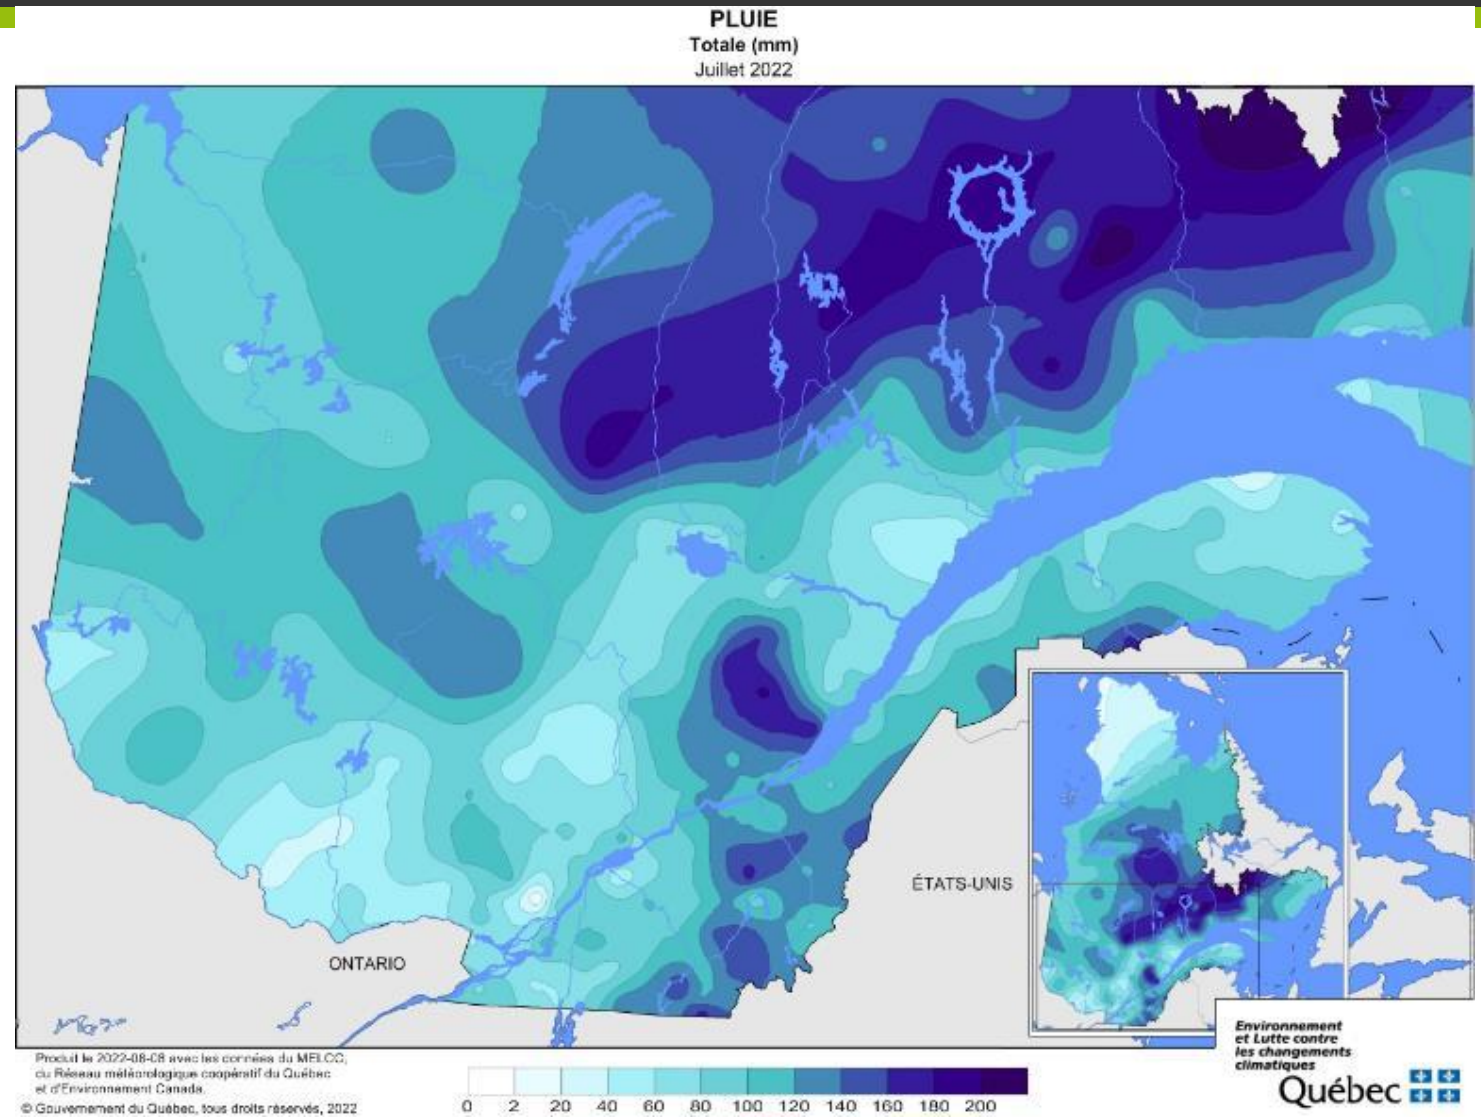 PLUIE
Totale (mm)
Juillet 2022
ÉTATS-UNIS
ONTARIO
Produit le 2022-08-08 avec les données du MELCC,
du Réseau météorologique coopératif du Québec
et d'Environnement Canada.
© Gouvernement du Québec, tous droits réservés, 2022
0 2 20 40 60 80 100 120 140 160 180 200
Environnement
et Lutte contre
les changements
climatiques
Québec